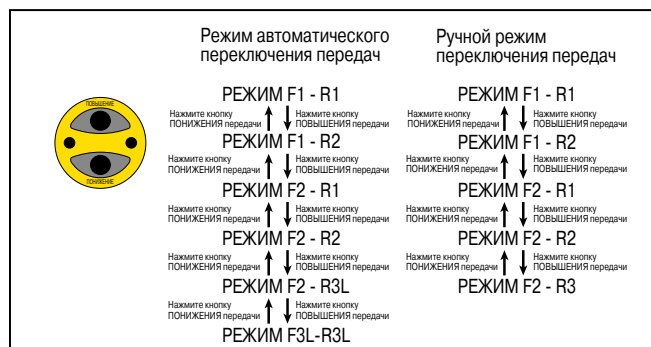 Режим автоматического
переключения передач
Ручной режим
переключения передач
ПОВЫШЕНИЕ
ПОНИЖЕНИЕ
РЕЖИМ F1 - R1
Нажмите кнопку
ПОНИЖЕНИЯ передачи
Нажмите кнопку
ПОВЫШЕНИЯ передачи
РЕЖИМ F1 - R2
Нажмите кнопку
ПОНИЖЕНИЯ передачи
Нажмите кнопку
ПОВЫШЕНИЯ передачи
РЕЖИМ F2 - R1
Нажмите кнопку
ПОНИЖЕНИЯ передачи
Нажмите кнопку
ПОВЫШЕНИЯ передачи
РЕЖИМ F2 - R2
Нажмите кнопку
ПОНИЖЕНИЯ передачи
Нажмите кнопку
ПОВЫШЕНИЯ передачи
РЕЖИМ F2 - R3L
Нажмите кнопку
ПОНИЖЕНИЯ передачи
Нажмите кнопку
ПОВЫШЕНИЯ передачи
РЕЖИМ F3L-R3L
РЕЖИМ F1 - R1
Нажмите кнопку
ПОНИЖЕНИЯ передачи
Нажмите кнопку
ПОВЫШЕНИЯ передачи
РЕЖИМ F1 - R2
Нажмите кнопку
ПОНИЖЕНИЯ передачи
Нажмите кнопку
ПОВЫШЕНИЯ передачи
РЕЖИМ F2 - R1
Нажмите кнопку
ПОНИЖЕНИЯ передачи
Нажмите кнопку
ПОВЫШЕНИЯ передачи
РЕЖИМ F2 - R2
Нажмите кнопку
ПОНИЖЕНИЯ передачи
Нажмите кнопку
ПОВЫШЕНИЯ передачи
РЕЖИМ F2 - R3